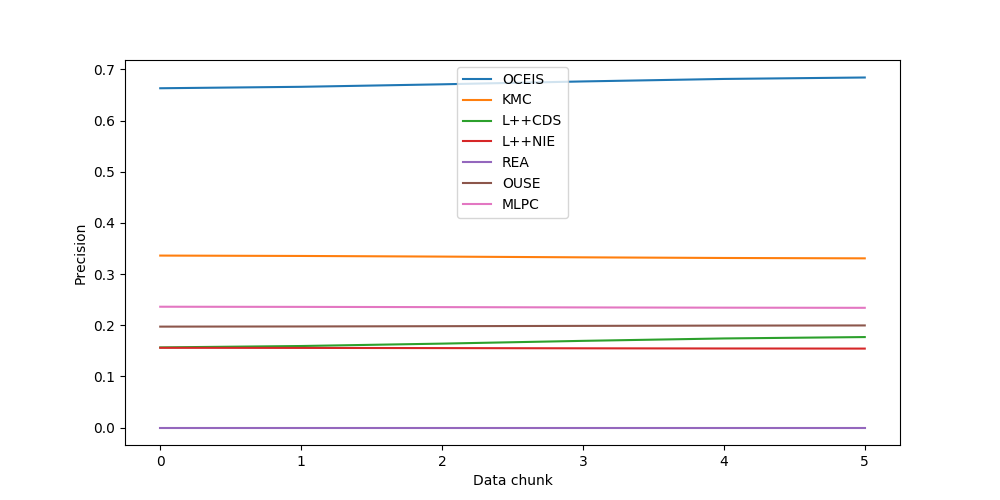 0.7
0.6
0.5
0.4
0.3
0.2
0.1
0.0
Precision
OCEIS
KMC
L++CDS
L++NIE
REA
OUSE
MLPC
0 1 2 3 4 5
Data chunk